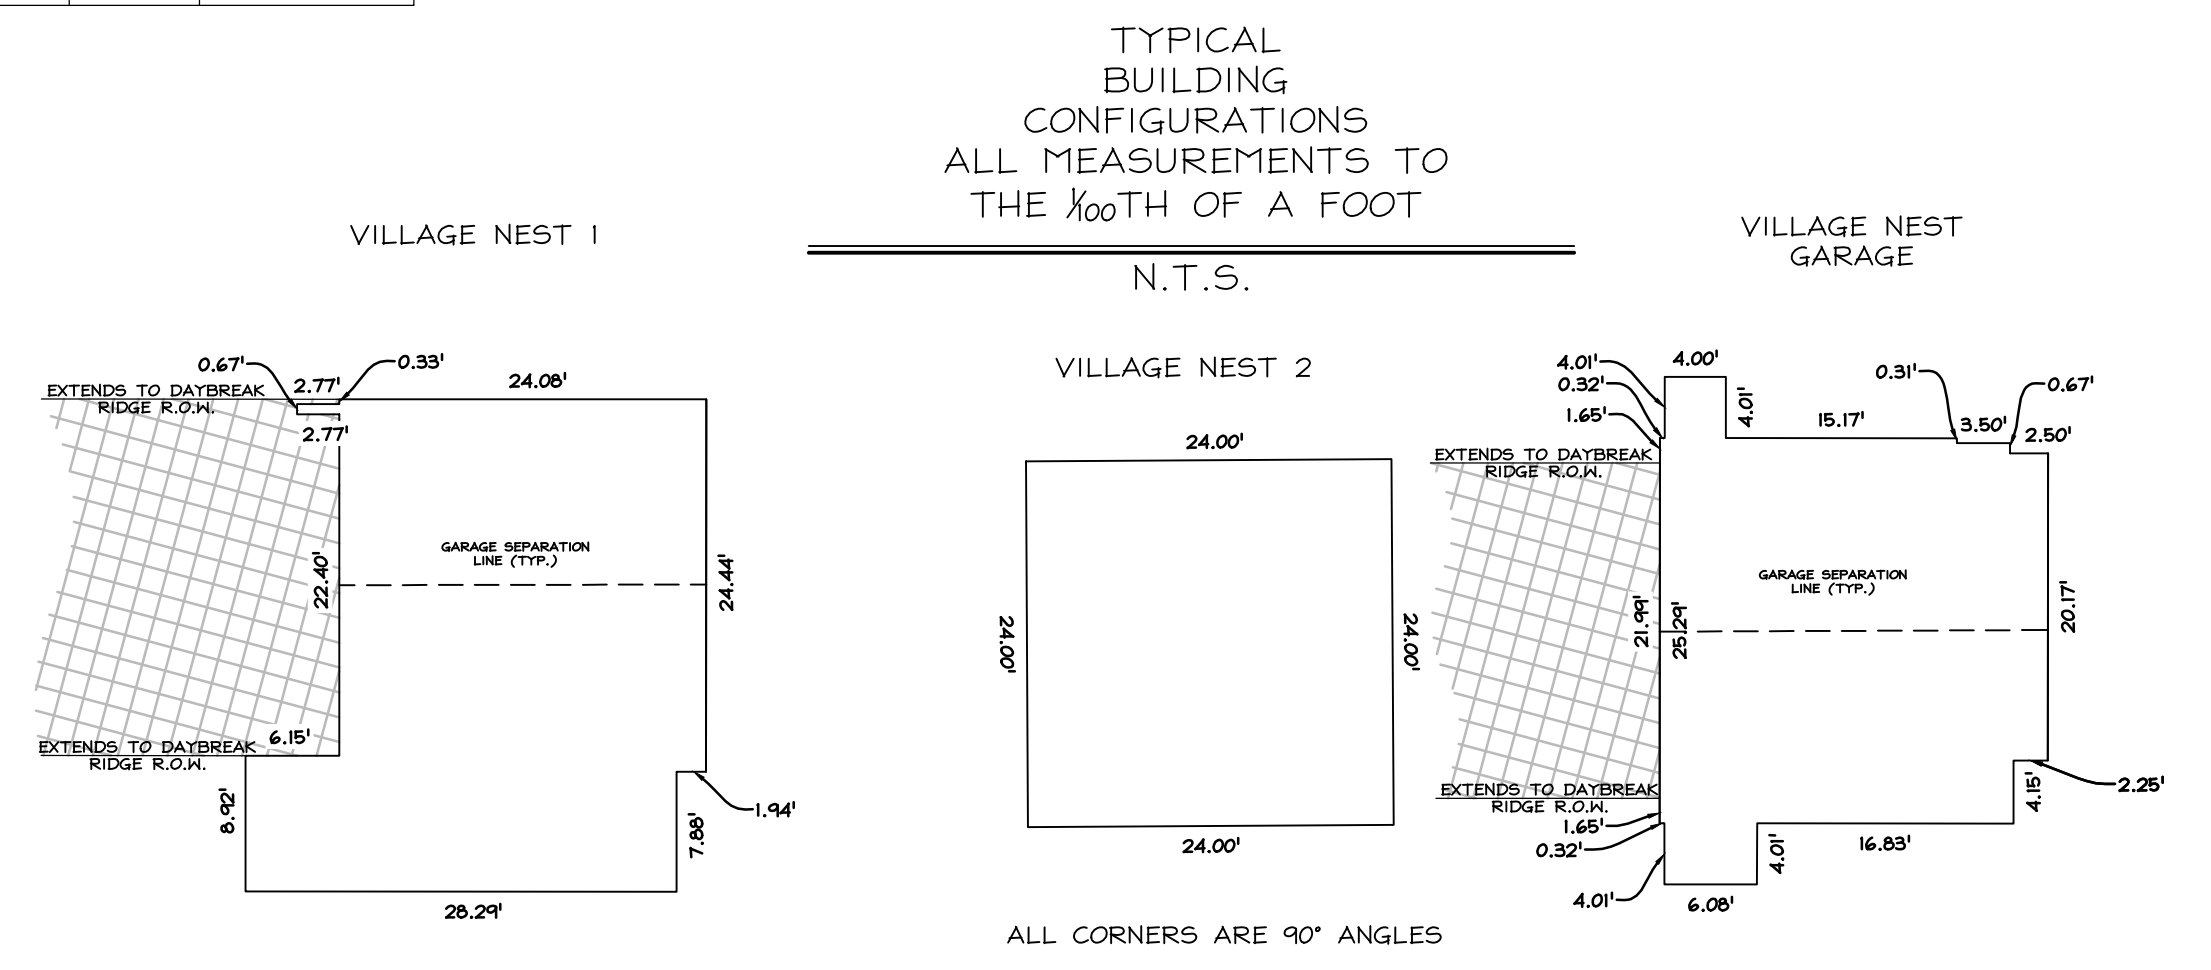 TYPICAL
BUILDING
CONFIGURATIONS
ALL MEASUREMENTS TO
THE 1/100TH OF A FOOT
N.T.S.
VILLAGE NEST 1
0.67'
0.33'
2.77'
24.08'
EXTENDS TO DAYBREAK
RIDGE R.O.W.
2.77'
GARAGE SEPARATION
LINE (TYP.)
22.40'
24.44'
6.15'
EXTENDS TO DAYBREAK
RIDGE R.O.W.
8.92'
1.94'
7.88'
28.29'
VILLAGE NEST 2
24.00'
24.00'
24.00'
24.00'
ALL CORNERS ARE 90° ANGLES
VILLAGE NEST
GARAGE
4.01'
4.00'
0.32'
1.65'
4.01'
15.17'
0.31'
3.50'
0.67'
2.50'
EXTENDS TO DAYBREAK
RIDGE R.O.W.
GARAGE SEPARATION
LINE (TYP.)
21.99'
25.29'
20.17'
EXTENDS TO DAYBREAK
RIDGE R.O.W.
2.25'
4.15'
1.65'
0.32'
4.01'
4.01'
16.83'
6.08'